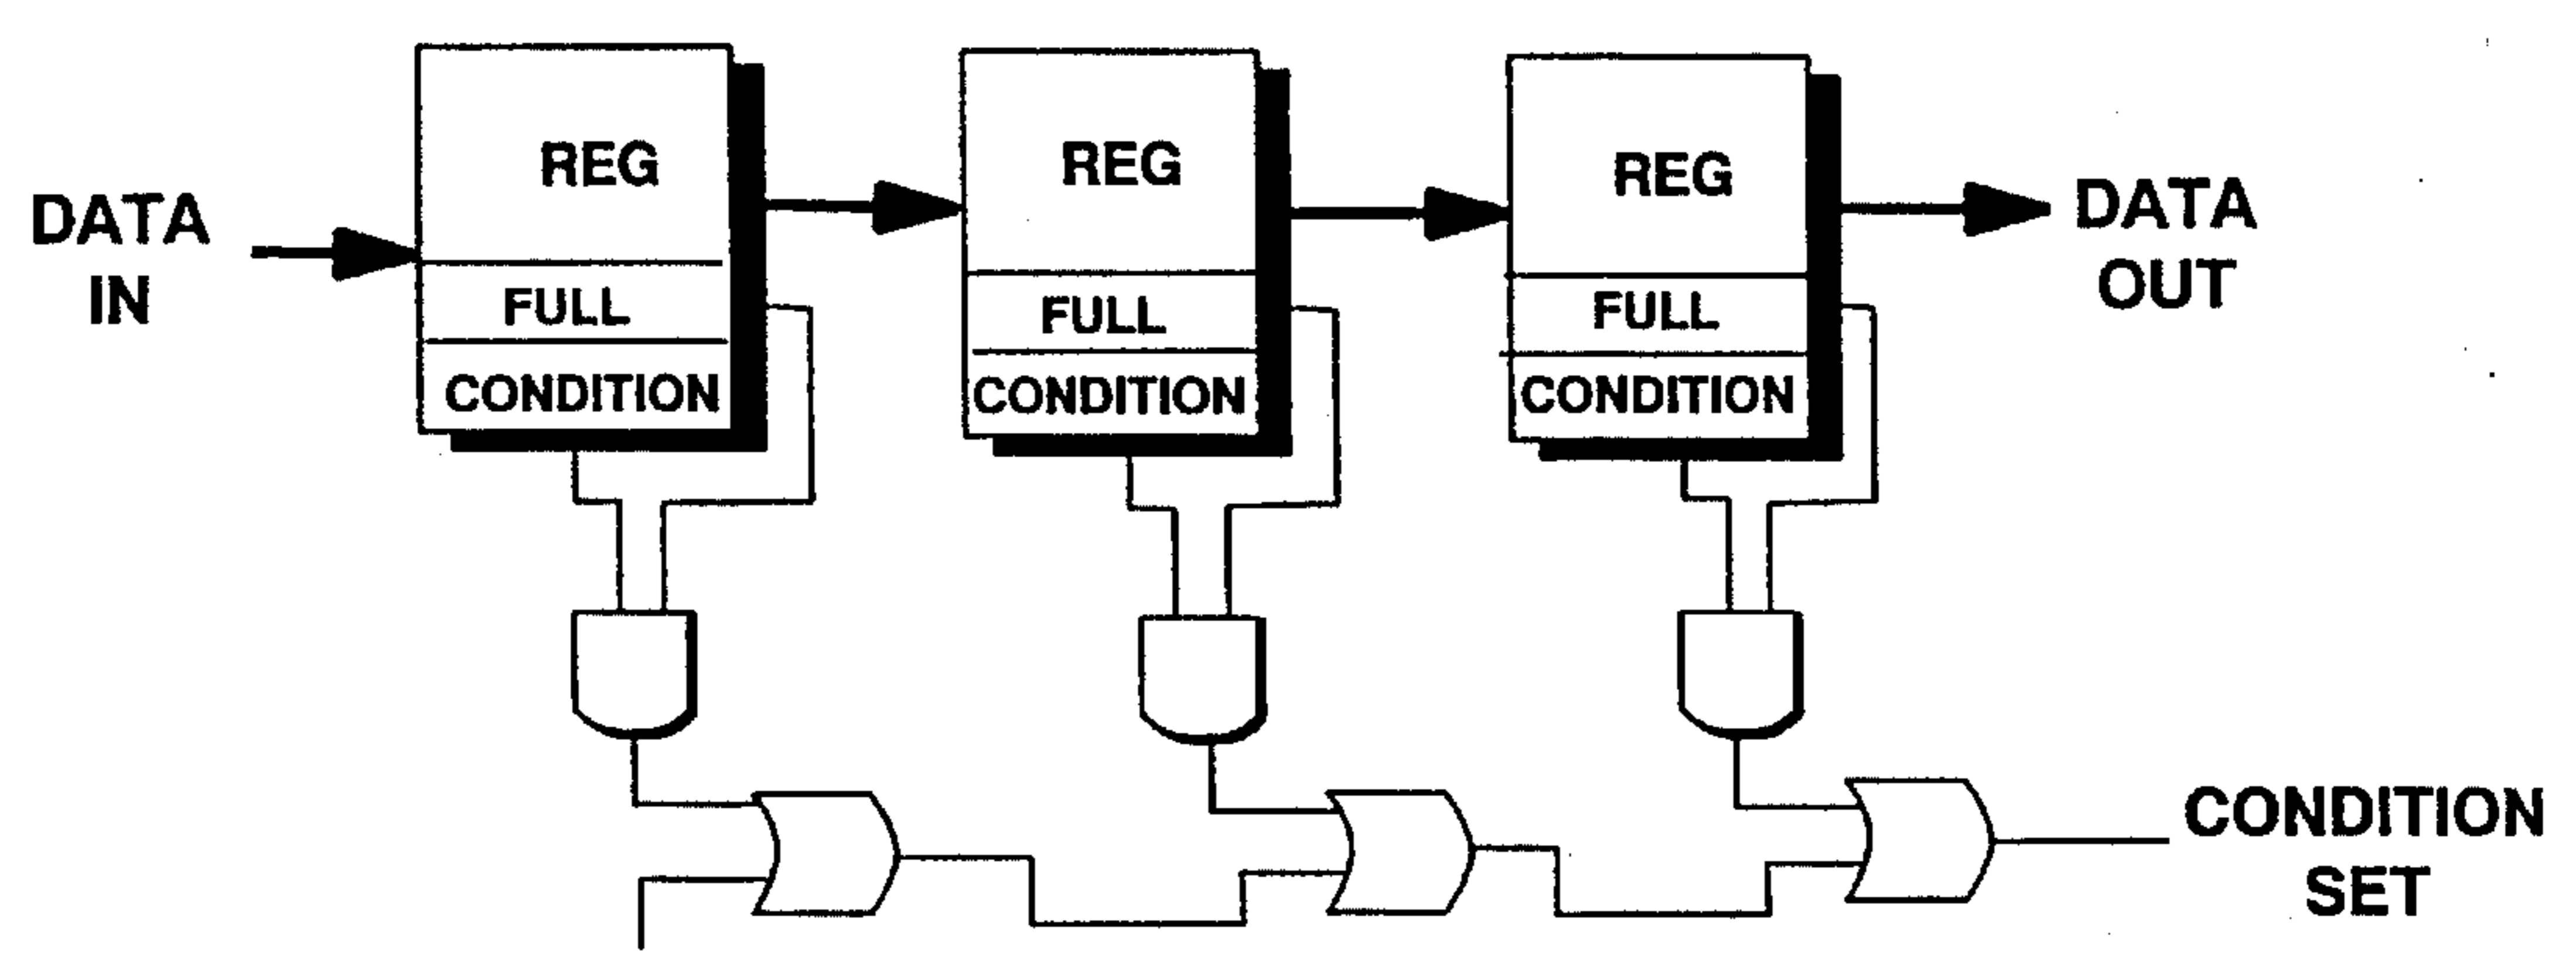 DATA
IN
REG
FULL
CONDITION
REG
FULL
CONDITION
REG
FULL
CONDITION
DATA
OUT
CONDITION
SET